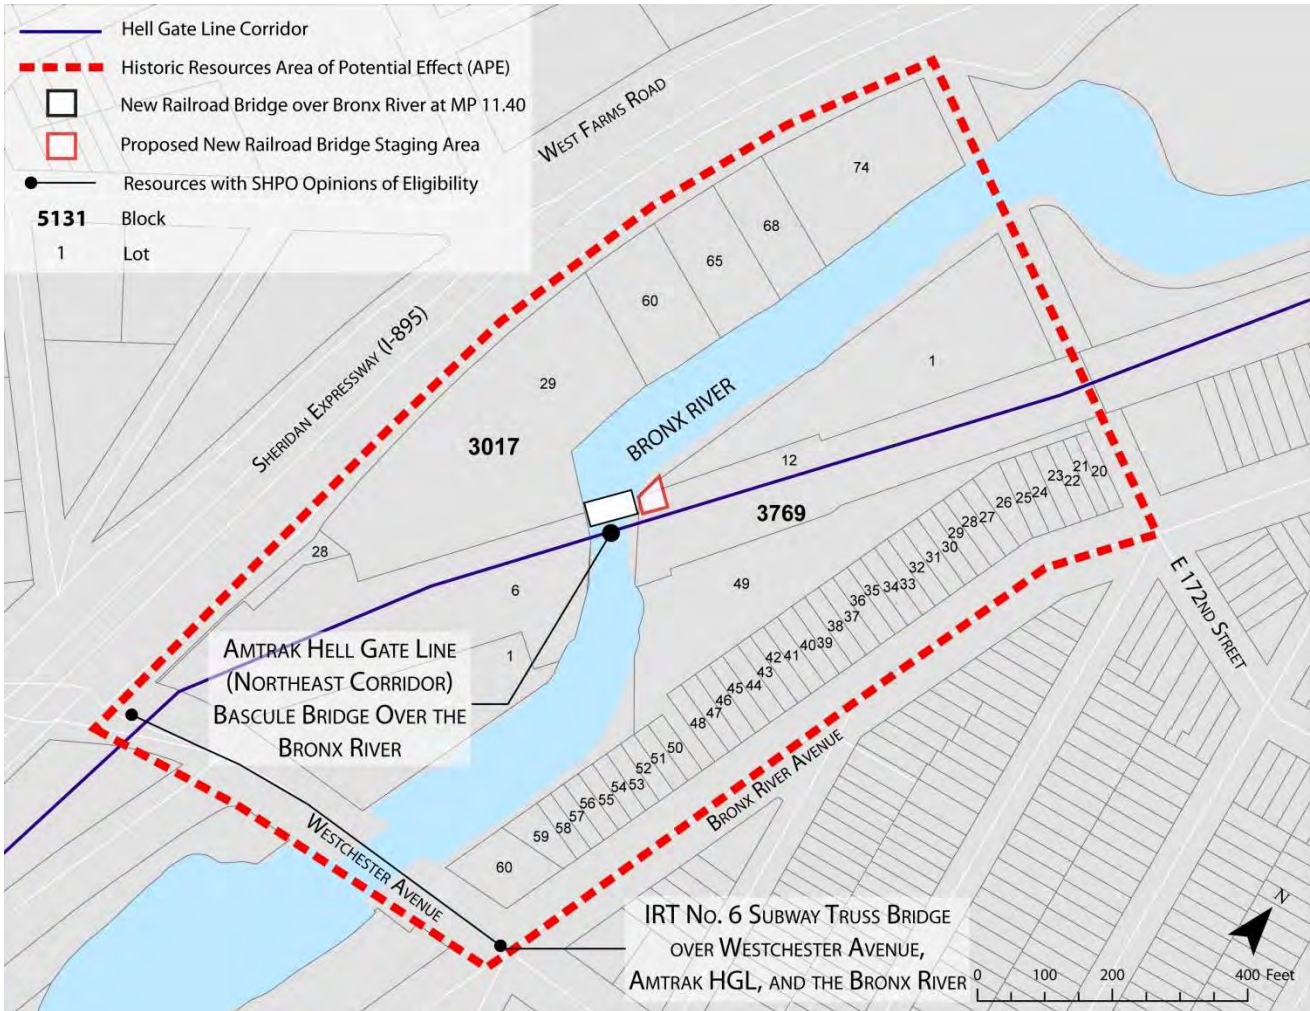 Hell Gate Line Corridor
Historic Resources Area of Potential Effect (APE)
New Railroad Bridge over Bronx River at MP 11.40
Proposed New Railroad Bridge Staging Area
Resources with SHPO Opinions of Eligibility
5131 Block
1 Lot
WEST FARMS ROAD
SHERIDAN EXPRESSWAY (I-895)
74
68
65
60
29
3017
BRONX RIVER
1
12
3769
28
6
1
49
20
21
22
23
24
25
26
27
28
29
30
31
32
33
34
35
36
37
38
39
40
41
42
43
44
45
46
47
48
50
51
52
53
54
55
56
57
58
59
60
E 172ND STREET
BRONX RIVER AVENUE
WESTCHESTER AVENUE
AMTRAK HELL GATE LINE
(NORTHEAST CORRIDOR)
BASCULE BRIDGE OVER THE
BRONX RIVER
IRT NO. 6 SUBWAY TRUSS BRIDGE
OVER WESTCHESTER AVENUE,
AMTRAK HGL, AND THE BRONX RIVER
N
0 100 200 400 Feet